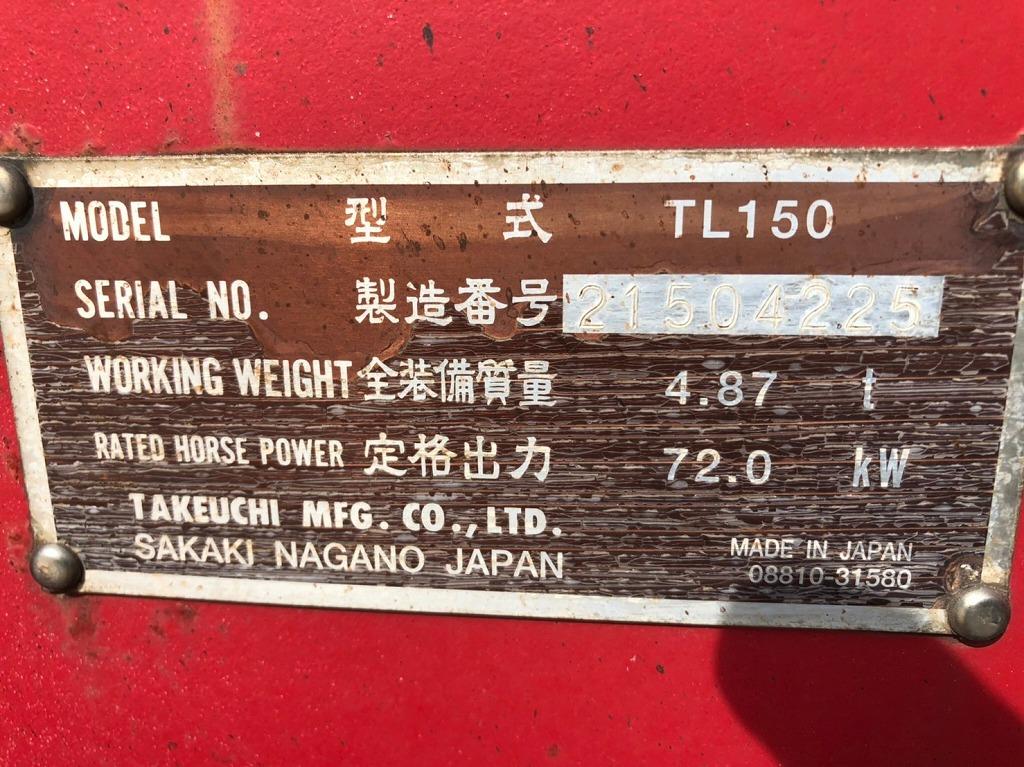 MODEL 型 式 TL150
SERIAL NO. 製造番号 21504225
WORKING WEIGHT 全装備質量 4.87 t
RATED HORSE POWER 定格出力 72.0 kW
TAKEUCHI MFG. CO., LTD.
SAKAKI NAGANO JAPAN
MADE IN JAPAN
08810-31580